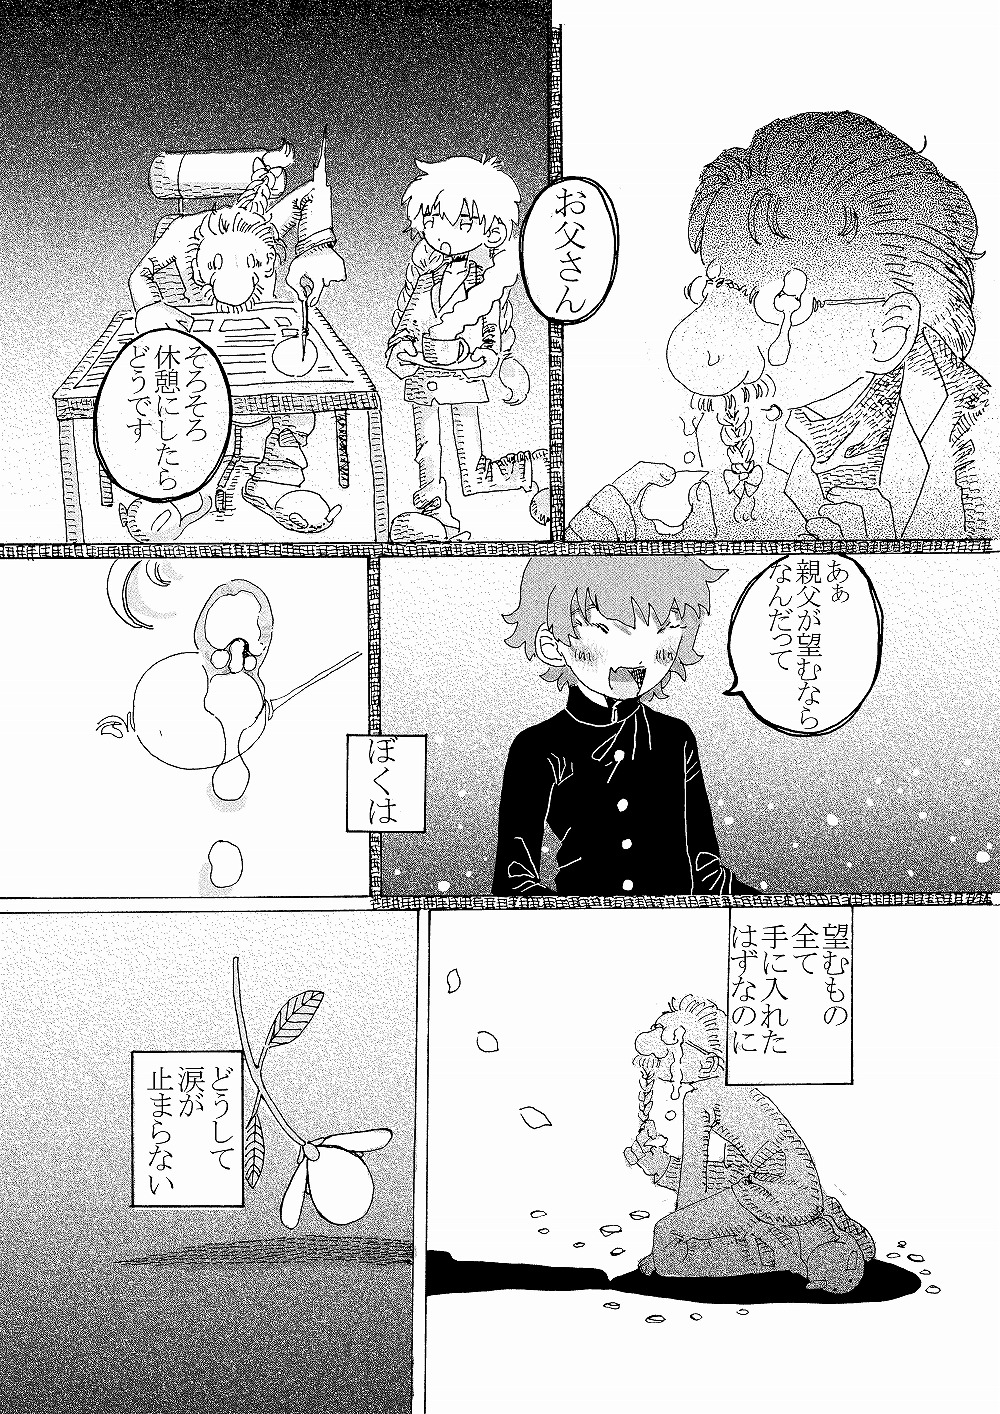 お父さん
そろそろ
休憩にしたら
どうです
あぁ
親父が望むなら
なんだって
ぼくは
望むもの
全て
手に入れた
はずなのに
どうして
涙が
止まらない